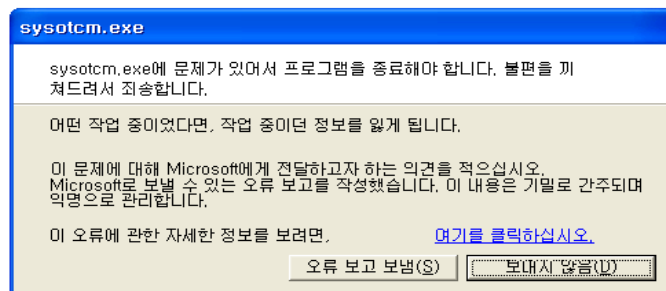 sysotcm.exe
sysotcm.exe에 문제가 있어서 프로그램을 종료해야 합니다. 불편을 끼
쳐드려서 죄송합니다.
어떤 작업 중이었다면, 작업 중이던 정보를 잃게 됩니다.
이 문제에 대해 Microsoft에게 전달하고자 하는 의견을 적으십시오.
Microsoft로 보낼 수 있는 오류 보고를 작성했습니다. 이 내용은 기밀로 간주되며
익명으로 관리합니다.
이 오류에 관한 자세한 정보를 보려면, 여기를 클릭하십시오.
오류 보고 보냄(S) 보내지 않음(D)